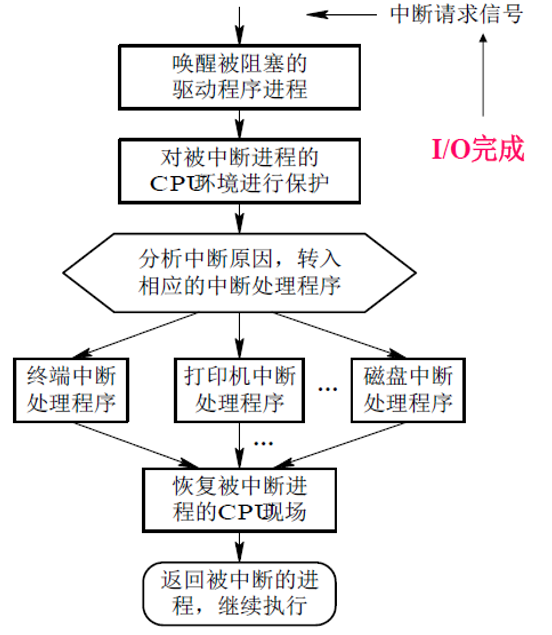 中断请求信号
唤醒被阻塞的
驱动程序进程
I/O完成
对被中断进程的
CPU环境进行保护
分析中断原因，转入
相应的中断处理程序
终端中断
处理程序
打印机中断
处理程序
…
磁盘中断
处理程序
…
恢复被中断进
程的CPU现场
返回被中断的进
程，继续执行